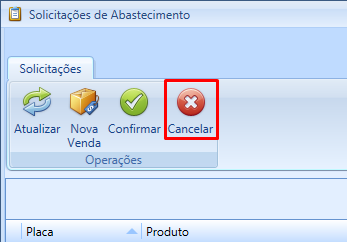 Solicitações de Abastecimento
Solicitações
Atualizar Nova Venda Confirmar Cancelar
Operações
Placa Produto